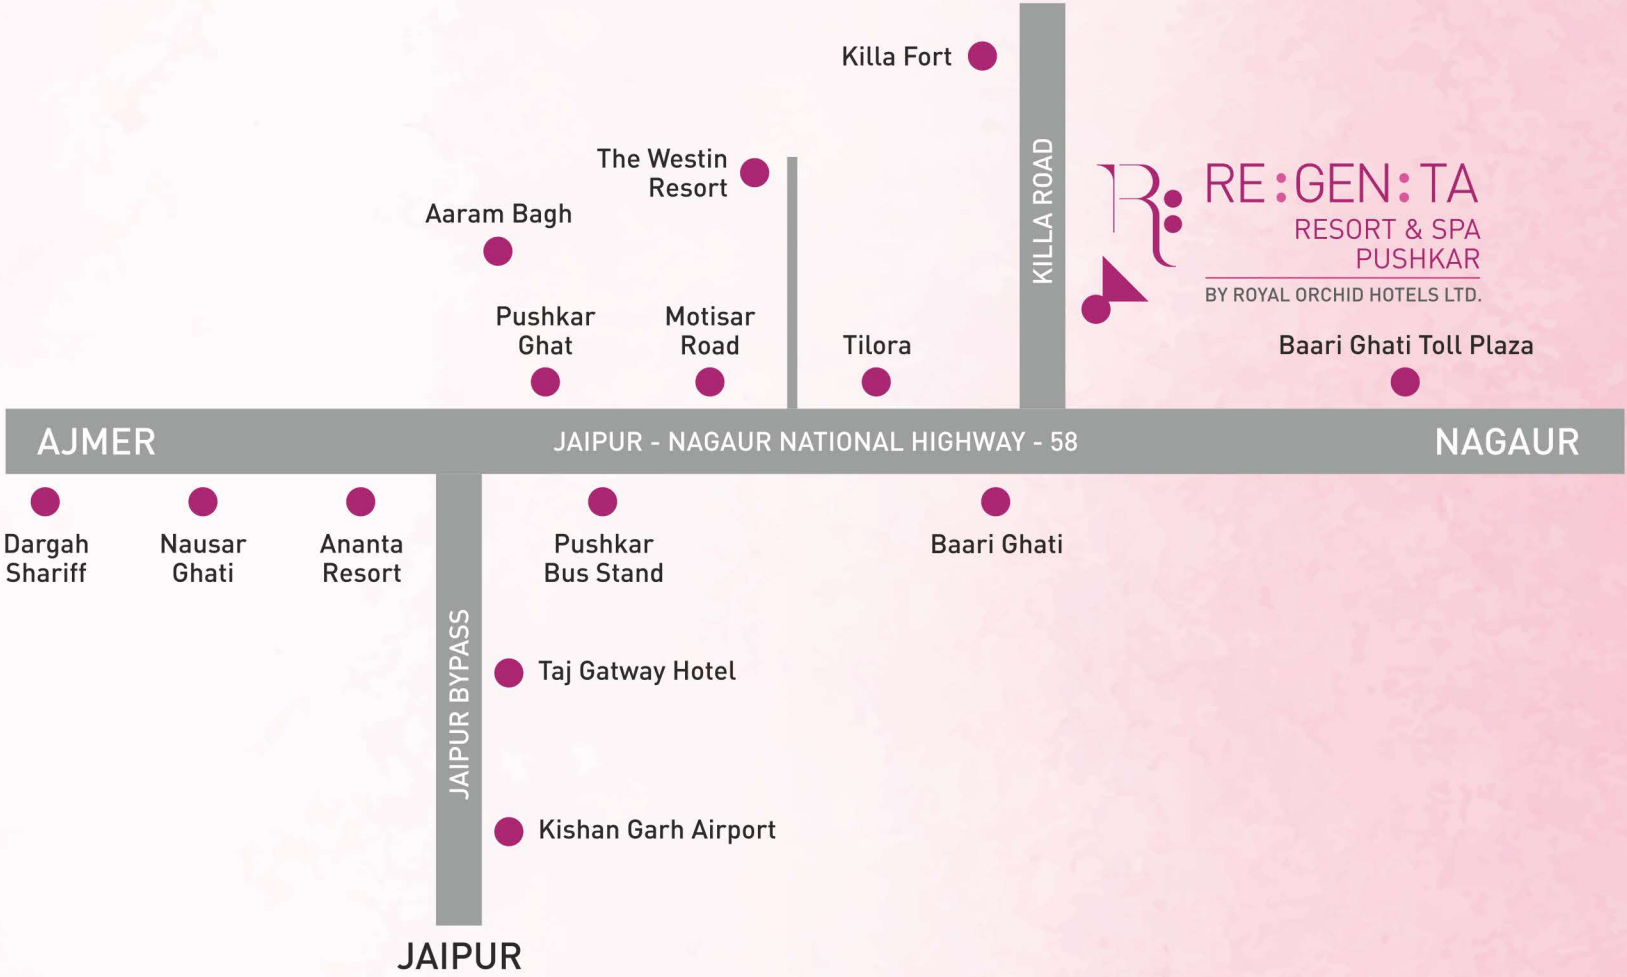 Killa Fort
The Westin
Resort
Aaram Bagh
KILLA ROAD
RE:GEN:TA
RESORT & SPA
PUSHKAR
BY ROYAL ORCHID HOTELS LTD.
Pushkar
Ghat
Motisar
Road
Tilora
Baari Ghati Toll Plaza
AJMER
JAIPUR - NAGAUR NATIONAL HIGHWAY - 58
NAGAUR
Dargah
Shariff
Nausar
Ghati
Ananta
Resort
Pushkar
Bus Stand
Baari Ghati
JAIPUR BYPASS
Taj Gatway Hotel
Kishan Garh Airport
JAIPUR